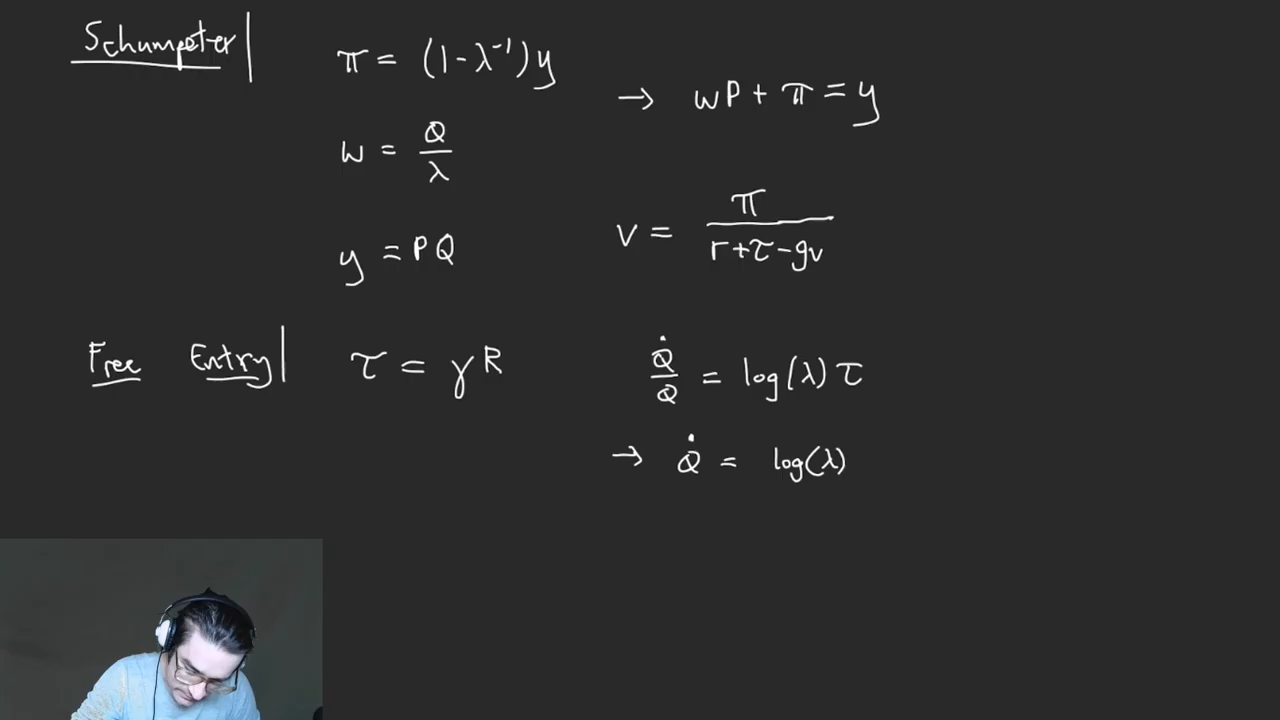 Schumpeter
π = (1-λ⁻¹)y
→ wP + π = y
w = Q/λ
y = PQ
v = π/(r+τ-gv)
Free Entry
τ = γR
Q̇/Q = log(λ) τ
→ Q̇ = log(λ)